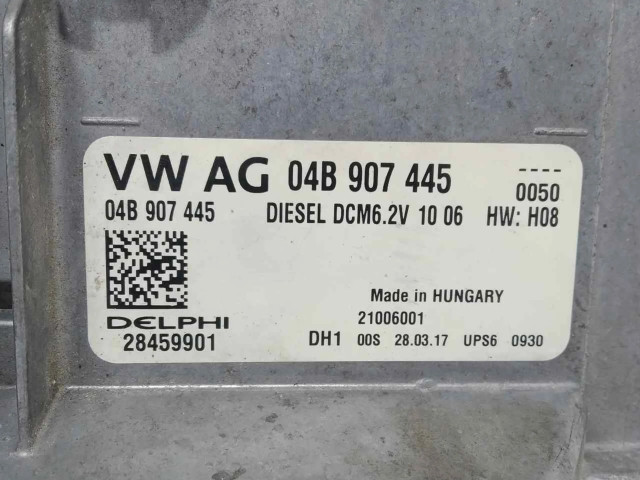 VW AG 04B 907 445 ----
0050
04B 907 445 DIESEL DCM6.2V 10 06 HW: H08
Made in HUNGARY
DELPHI 21006001
28459901 DH1 00S 28.03.17 UPS6 0930